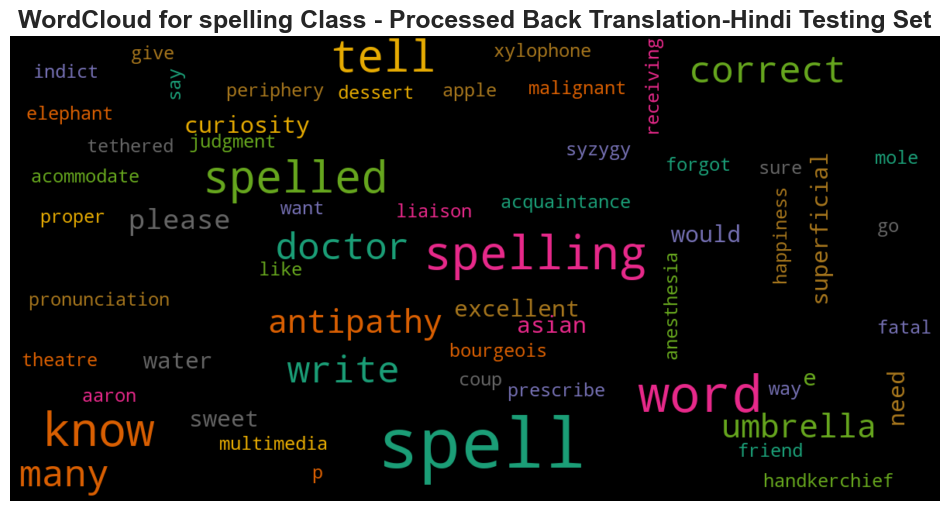 WordCloud for spelling Class - Processed Back Translation-Hindi Testing Set
give
tell
xylophone
receiving
correct
indict
say
periphery
dessert
apple
malignant
elephant
curiosity
judgment
tethered
syzygy
forgot
sure
mole
acommodate
spelled
superficial
proper
please
want
liaison
acquaintance
would
happiness
go
doctor
spelling
like
anesthesia
pronunciation
antipathy
excellent
asian
fatal
theatre
water
write
bourgeois
coup
prescribe
word
way
e
need
aaron
know
sweet
multimedia
spell
umbrella
friend
many
p
handkerchief